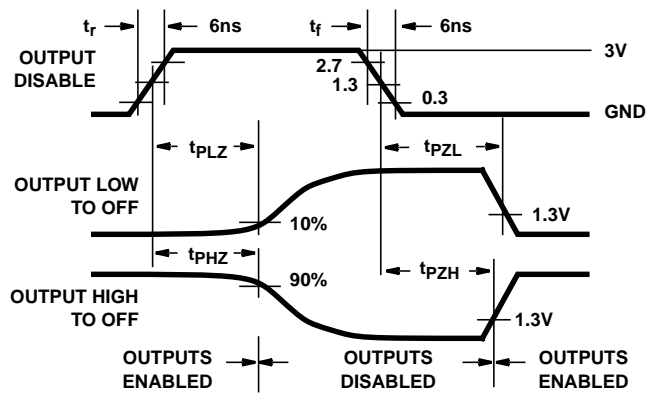 tr
6ns
tf
6ns
OUTPUT
DISABLE
2.7
1.3
0.3
3V
GND
tPLZ
tPZL
OUTPUT LOW
TO OFF
10%
1.3V
tPHZ
tPZH
OUTPUT HIGH
TO OFF
90%
1.3V
OUTPUTS
ENABLED
OUTPUTS
DISABLED
OUTPUTS
ENABLED